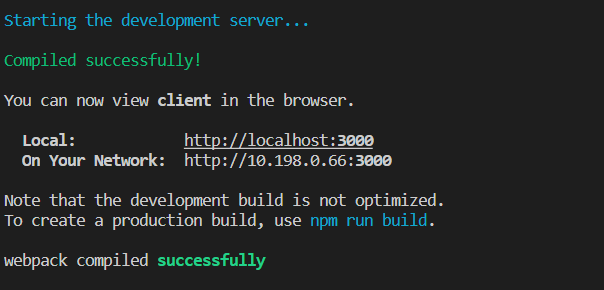 Starting the development server...
Compiled successfully!
You can now view client in the browser.
Local: http://localhost:3000
On Your Network: http://10.198.0.66:3000
Note that the development build is not optimized.
To create a production build, use npm run build.
webpack compiled successfully